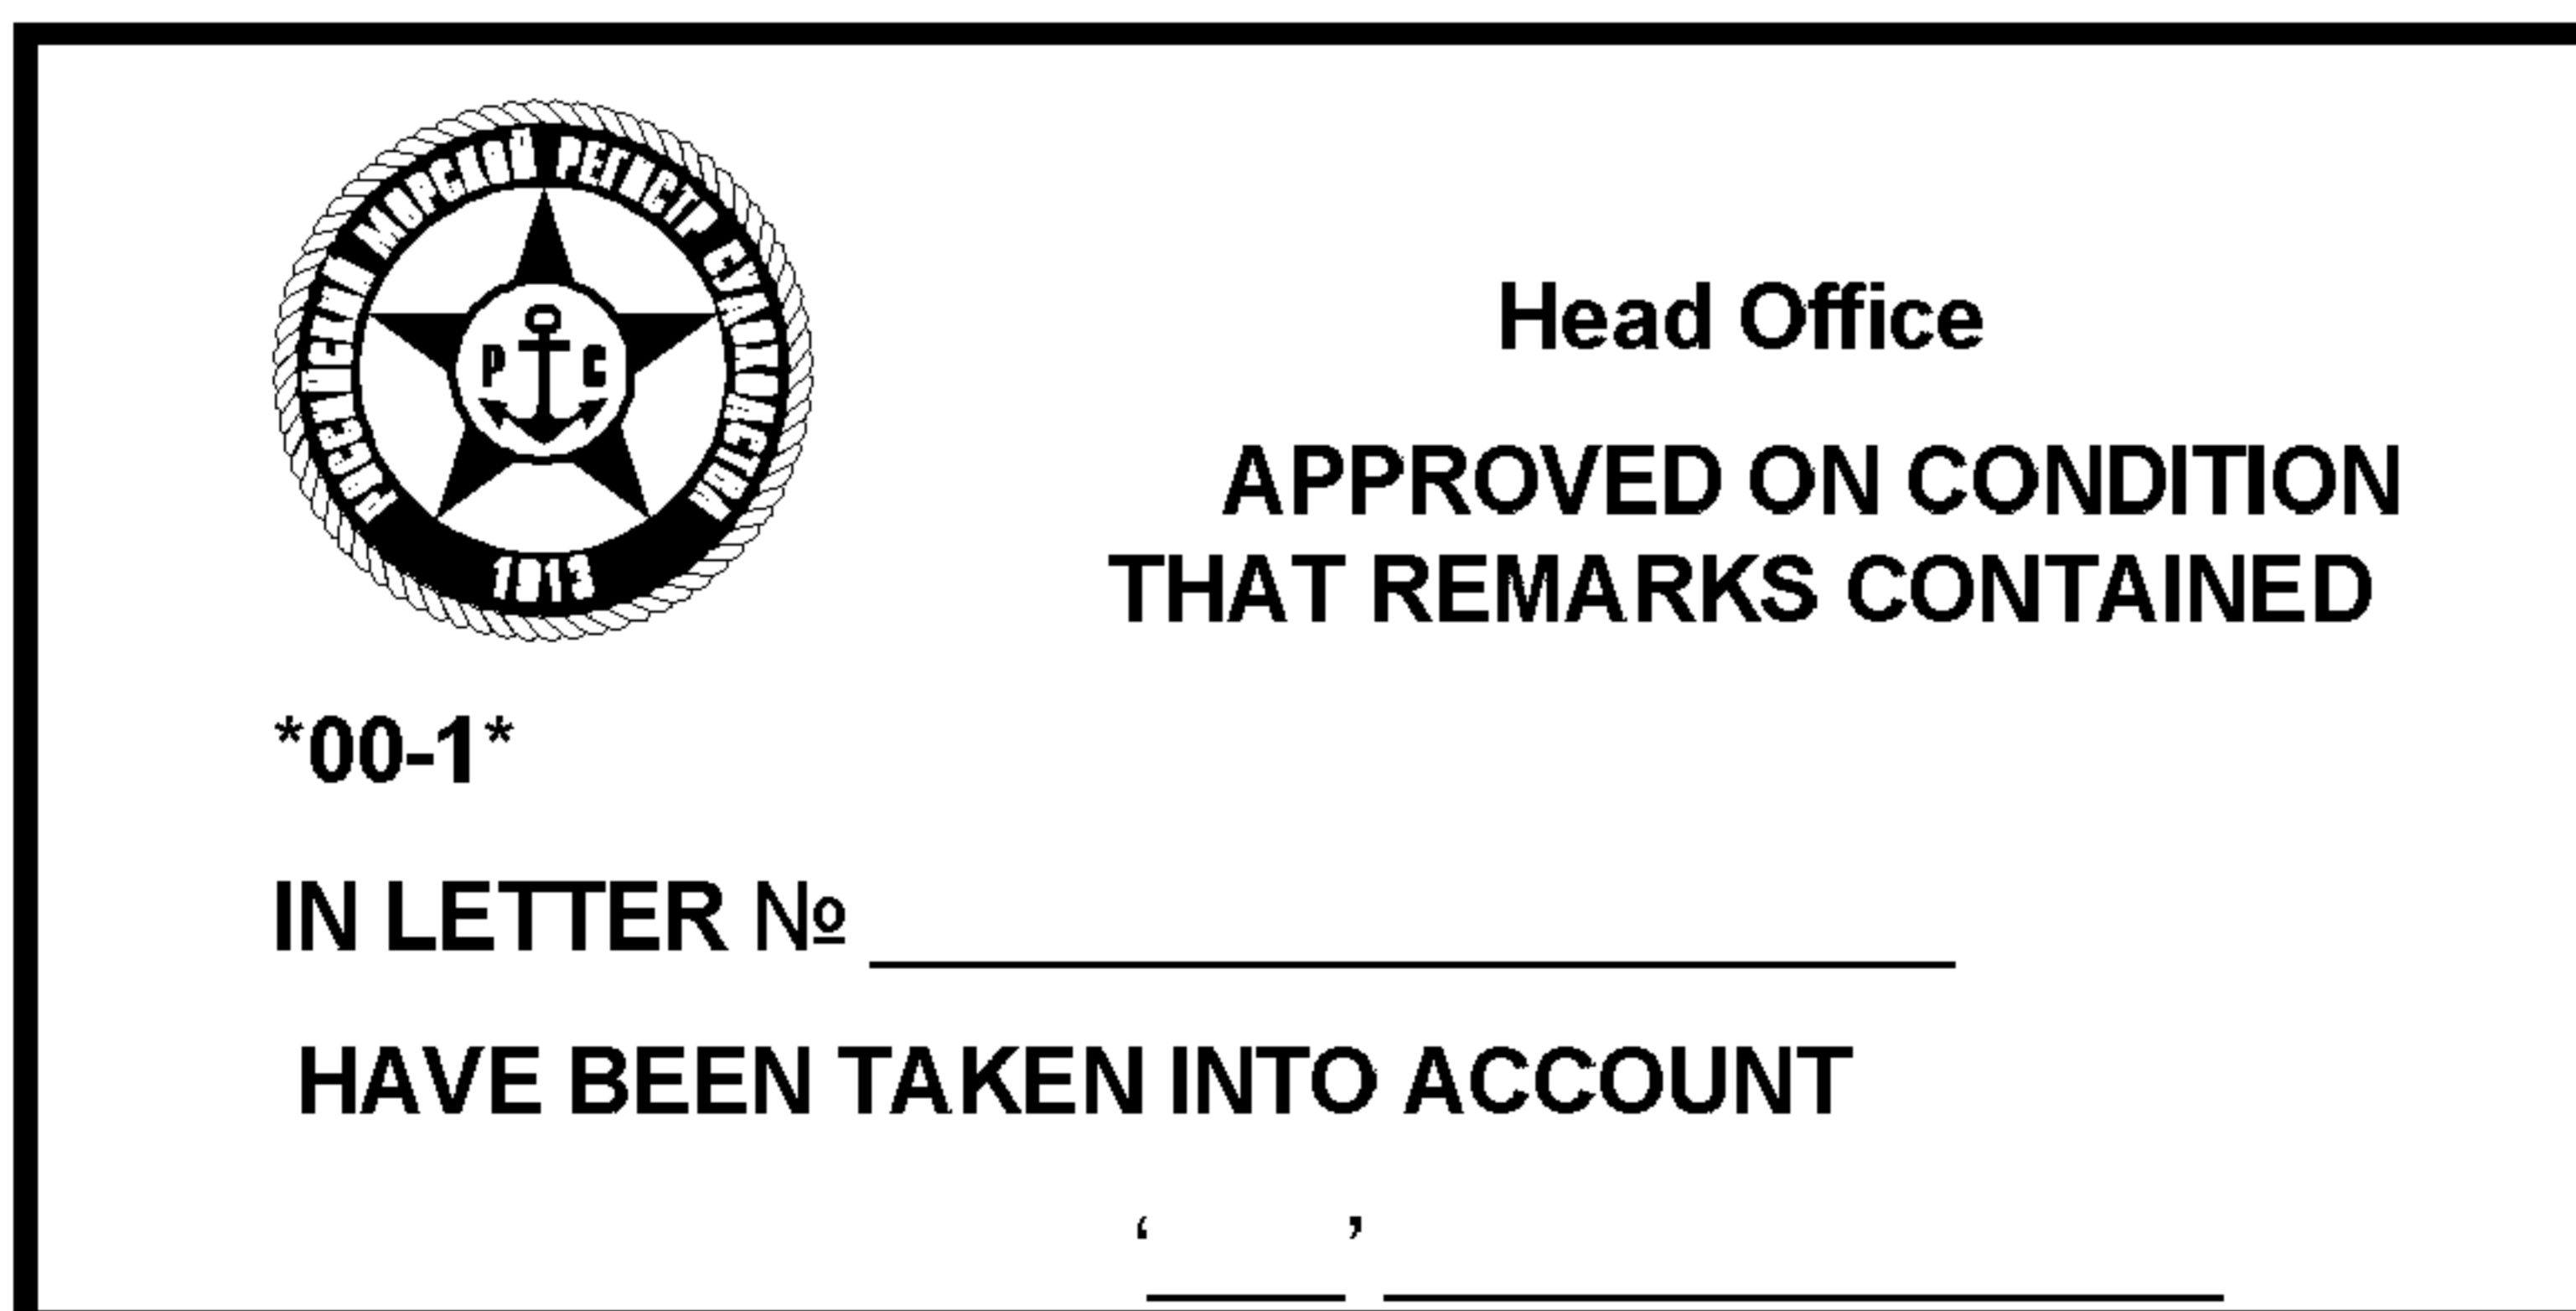 РОССИЙСКИЙ МОРСКОЙ РЕГИСТР СУДОХОДСТВА
Р С
1913
Head Office
APPROVED ON CONDITION
THAT REMARKS CONTAINED
*00-1*
IN LETTER №
HAVE BEEN TAKEN INTO ACCOUNT
‘ ’